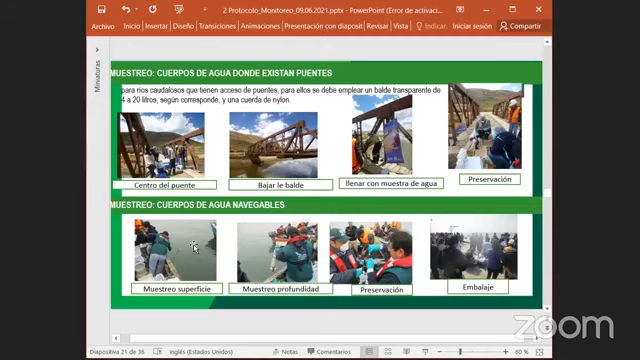 2 Protocolo_Monitoreo_09.06.2021.pptx - PowerPoint (Error de activac...
Archivo Inicio Insertar Diseño Transiciones Animaciones Presentación con diaposit Revisar Vista Indicar... Iniciar sesión Compartir
Miniaturas
MUESTREO: CUERPOS DE AGUA DONDE EXISTAN PUENTES
para rios caudalosos que tienen acceso de puentes, para ellos se debe emplear un balde transparente de
4 a 20 litros, según corresponde, y una cuerda de nylon.
Centro del puente
Bajar le balde
llenar con muestra de agua
Preservación
MUESTREO: CUERPOS DE AGUA NAVEGABLES
Muestreo superficie
Muestreo profundidad
Preservación
Embalaje
zoom
Diapositiva 21 de 36 Inglés (Estados Unidos) Notas Comentarios 80 %